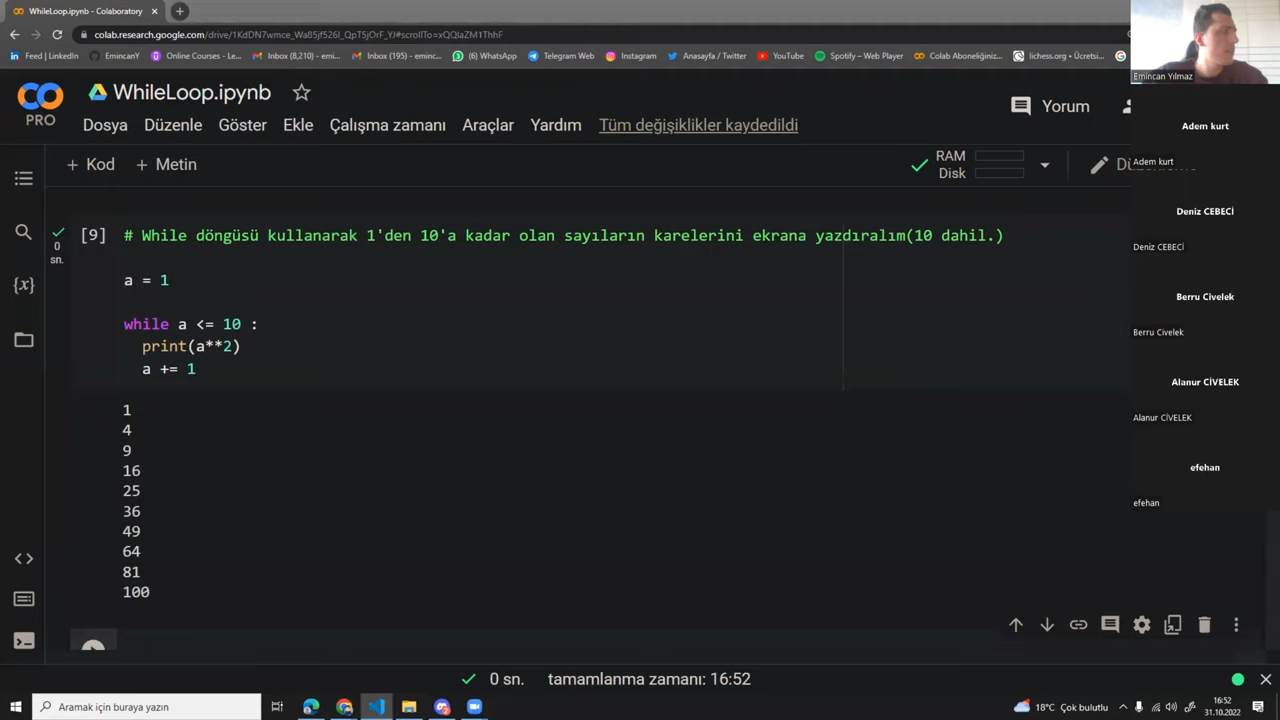 WhileLoop.ipynb - Colaboratory
colab.research.google.com/drive/1KdDN7wmce_Wa85jf526I_QpT5jOrF_YJ#scrollTo=xQQlaZM1ThhF
Feed | LinkedIn
EmincanY
Online Courses - Le...
Inbox (8,210) - emi...
Inbox (195) - eminc...
(6) WhatsApp
Telegram Web
Instagram
Anasayfa / Twitter
YouTube
Spotify – Web Player
Colab Aboneliğiniz...
lichess.org • Ücretsi...
Emincan Yılmaz
PRO
WhileLoop.ipynb
Yorum
Dosya Düzenle Göster Ekle Çalışma zamanı Araçlar Yardım Tüm değişiklikler kaydedildi
Adem kurt
Adem kurt
+ Kod + Metin
RAM
Disk
Deniz CEBECİ
Deniz CEBECİ
[9] # While döngüsü kullanarak 1'den 10'a kadar olan sayıların karelerini ekrana yazdıralım(10 dahil.)
0
sn.
a = 1
while a <= 10 :
print(a**2)
a += 1
Berru Civelek
Berru Civelek
Alanur CİVELEK
Alanur CİVELEK
efehan
efehan
1
4
9
16
25
36
49
64
81
100
0 sn. tamamlanma zamanı: 16:52
Aramak için buraya yazın
18°C Çok bulutlu
16:52
31.10.2022